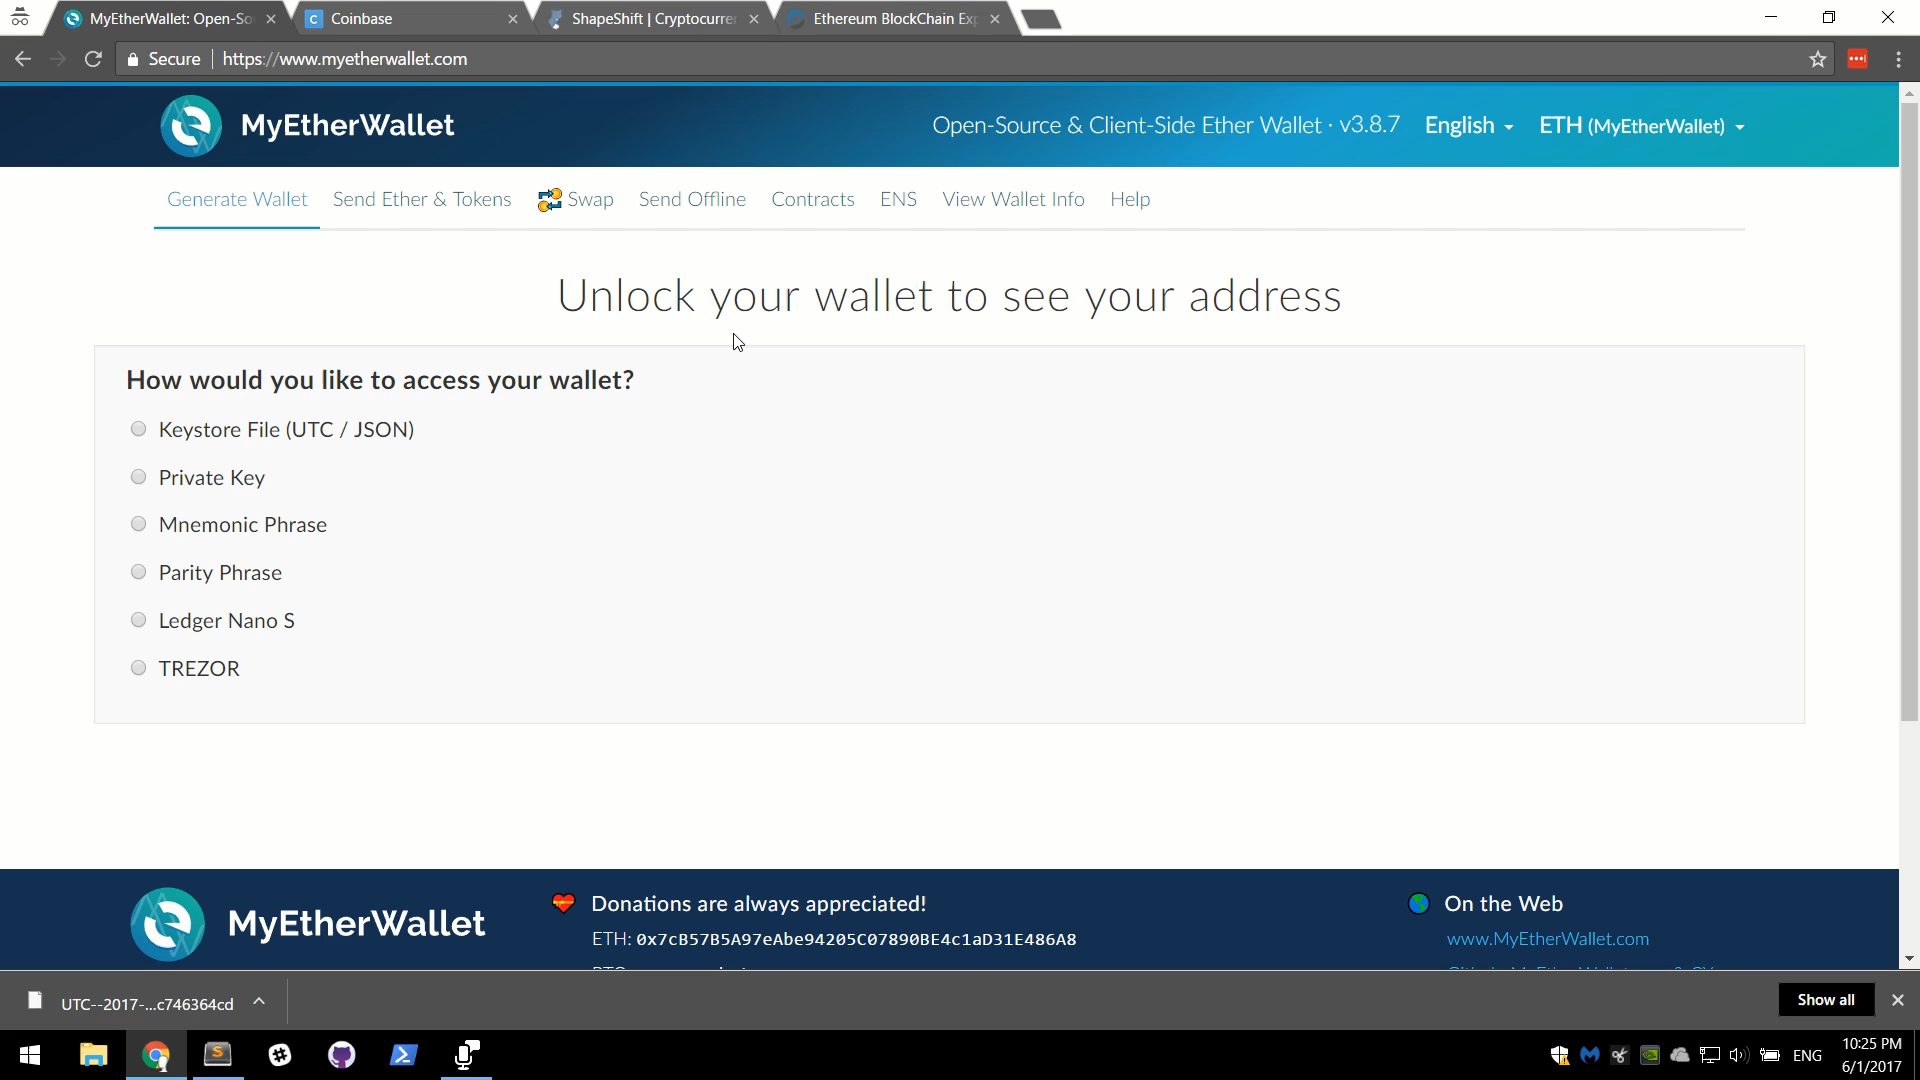 MyEtherWallet: Open-So
Coinbase
ShapeShift | Cryptocurre
Ethereum BlockChain Exp
Secure
https://www.myetherwallet.com
MyEtherWallet
Open-Source & Client-Side Ether Wallet · v3.8.7
English
ETH (MyEtherWallet)
Generate Wallet
Send Ether & Tokens
Swap
Send Offline
Contracts
ENS
View Wallet Info
Help
Unlock your wallet to see your address
How would you like to access your wallet?
Keystore File (UTC / JSON)
Private Key
Mnemonic Phrase
Parity Phrase
Ledger Nano S
TREZOR
MyEtherWallet
Donations are always appreciated!
ETH: 0x7cB57B5A97eAbe94205C07890BE4c1aD31E486A8
On the Web
www.MyEtherWallet.com
UTC--2017-...c746364cd
Show all
ENG
10:25 PM
6/1/2017